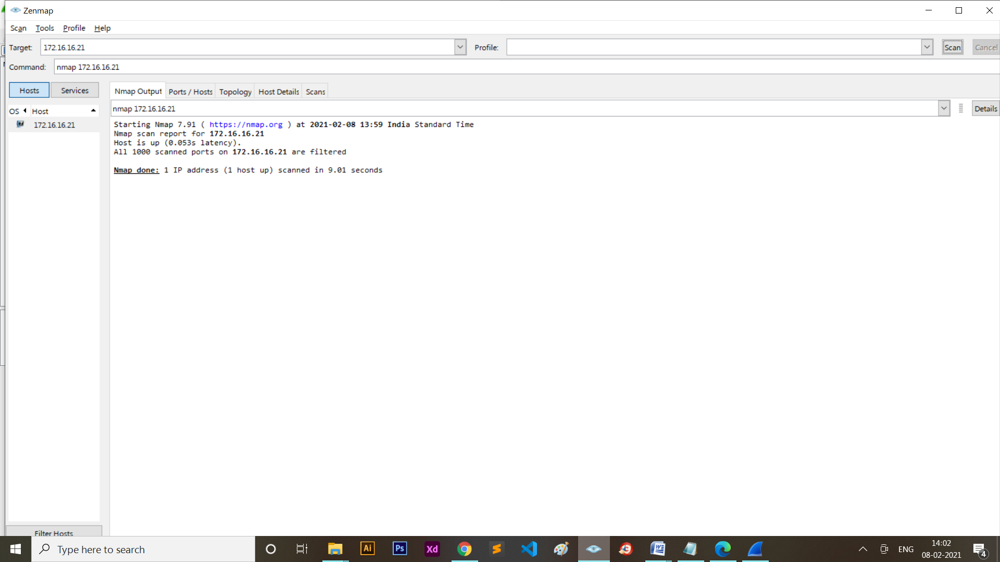 Zenmap
Scan Tools Profile Help
Target: 172.16.16.21 Profile: Scan Cancel
Command: nmap 172.16.16.21
Hosts Services Nmap Output Ports / Hosts Topology Host Details Scans
OS Host nmap 172.16.16.21 Details
172.16.16.21
Starting Nmap 7.91 ( https://nmap.org ) at 2021-02-08 13:59 India Standard Time
Nmap scan report for 172.16.16.21
Host is up (0.053s latency).
All 1000 scanned ports on 172.16.16.21 are filtered
Nmap done: 1 IP address (1 host up) scanned in 9.01 seconds
Filter Hosts
Type here to search
Ai
Ps
Xd
ENG
14:02
08-02-2021
4